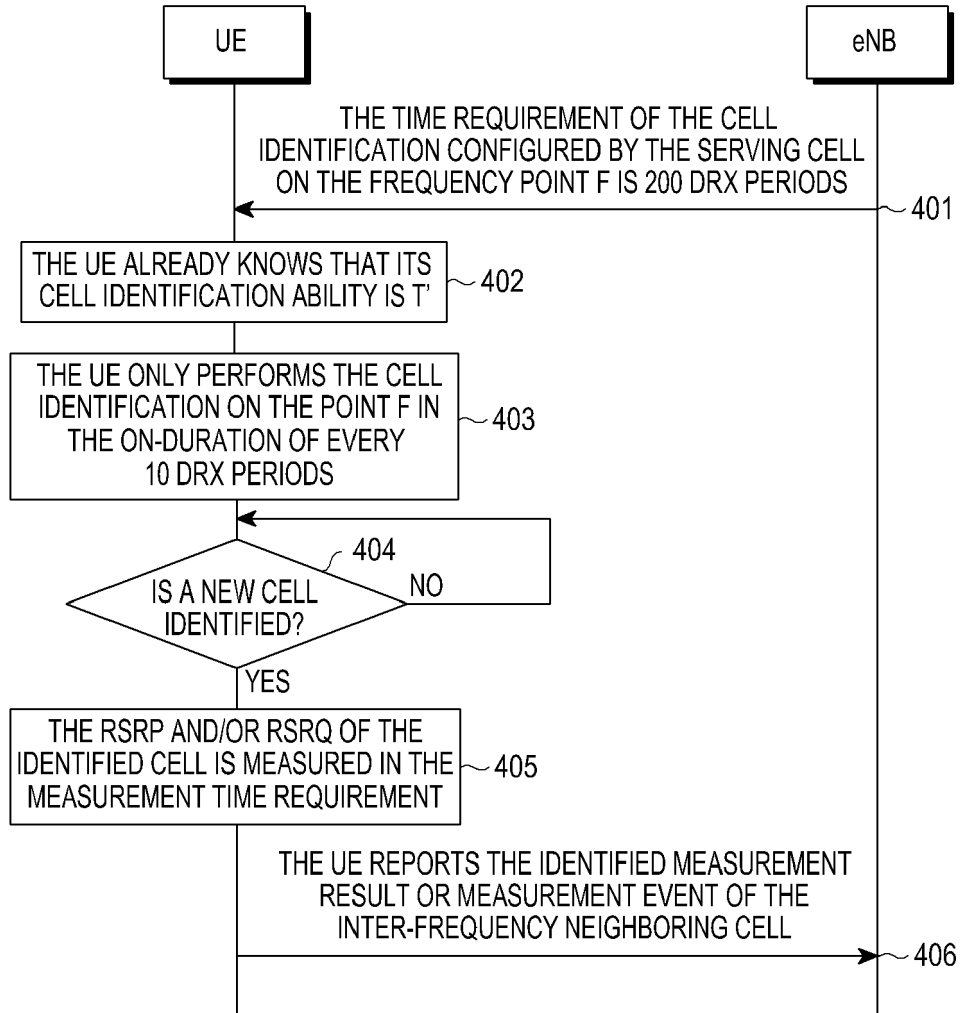 UE
eNB
THE TIME REQUIREMENT OF THE CELL
IDENTIFICATION CONFIGURED BY THE SERVING CELL
ON THE FREQUENCY POINT F IS 200 DRX PERIODS
401
THE UE ALREADY KNOWS THAT ITS
CELL IDENTIFICATION ABILITY IS T'
402
THE UE ONLY PERFORMS THE CELL
IDENTIFICATION ON THE POINT F IN
THE ON-DURATION OF EVERY
10 DRX PERIODS
403
404
IS A NEW CELL
IDENTIFIED?
NO
YES
THE RSRP AND/OR RSRQ OF THE
IDENTIFIED CELL IS MEASURED IN THE
MEASUREMENT TIME REQUIREMENT
405
THE UE REPORTS THE IDENTIFIED MEASUREMENT
RESULT OR MEASUREMENT EVENT OF THE
INTER-FREQUENCY NEIGHBORING CELL
406